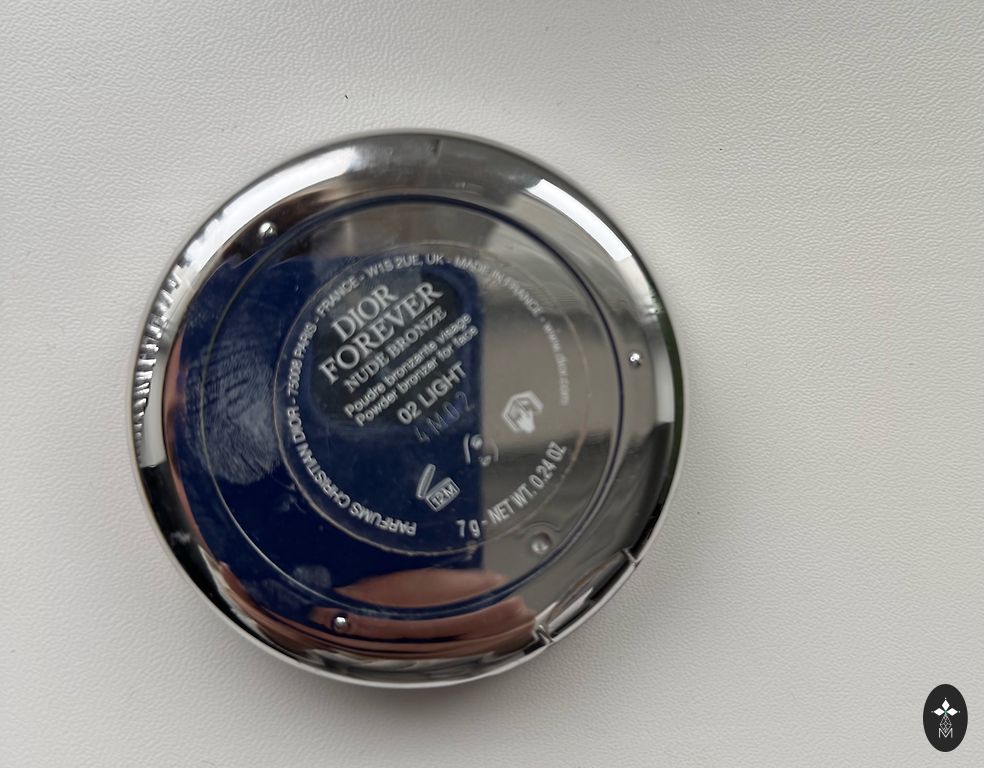 DIOR
FOREVER
NUDE BRONZE
Poudre bronzante visage
Powder bronzer for face
02 LIGHT
4M02
12M
7 g - NET WT. 0.24 OZ
PARFUMS CHRISTIAN DIOR - 75008 PARIS - FRANCE - W1S 2UE, UK - MADE IN FRANCE - www.dior.com
M